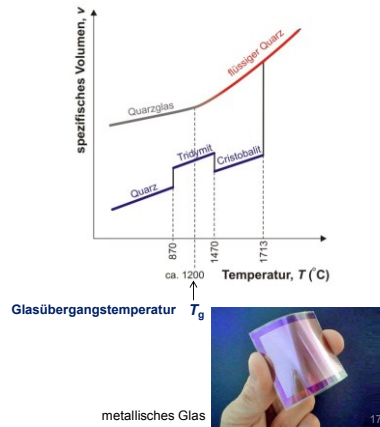 spezifisches Volumen, v
flüssiger Quarz
Quarzglas
Tridymit
Cristobalit
Quarz
870
1470
1713
ca. 1200
Temperatur, T (°C)
Glasübergangstemperatur Tg
metallisches Glas
17